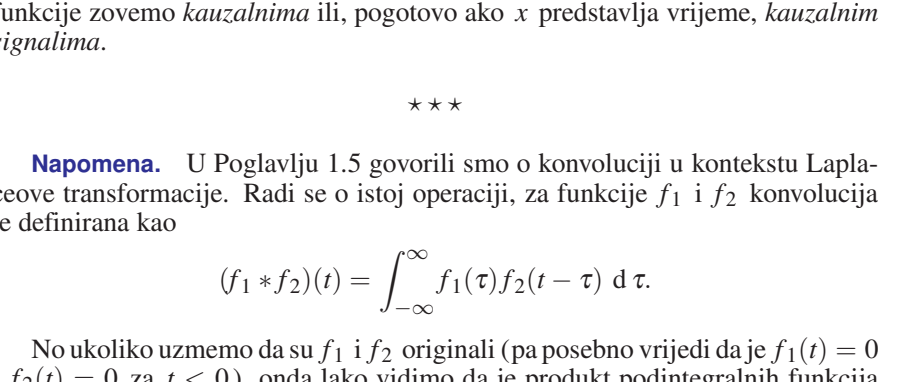 funkcije zovemo kauzalnima ili, pogotovo ako x predstavlja vrijeme, kauzalnim
signalima.
⋆ ⋆ ⋆
Napomena. U Poglavlju 1.5 govorili smo o konvoluciji u kontekstu Lapla-
ceove transformacije. Radi se o istoj operaciji, za funkcije f₁ i f₂ konvolucija
je definirana kao
(f₁ ∗ f₂)(t) = ∫_{−∞}^{∞} f₁(τ)f₂(t − τ) d τ.
No ukoliko uzmemo da su f₁ i f₂ originali (pa posebno vrijedi da je f₁(t) = 0
f₂(t) = 0 za t < 0), onda lako vidimo da je produkt podintegralnih funkcija